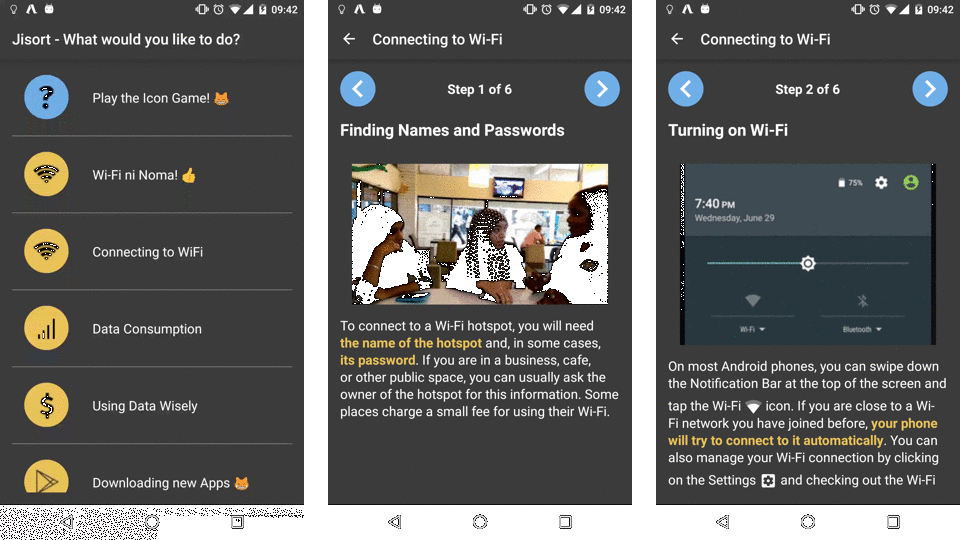 09:42
Jisort - What would you like to do?
Play the Icon Game! 😸
Wi-Fi ni Noma! 👍
Connecting to WiFi
Data Consumption
Using Data Wisely
Downloading new Apps 😸
09:42
Connecting to Wi-Fi
Step 1 of 6
Finding Names and Passwords
To connect to a Wi-Fi hotspot, you will need
the name of the hotspot and, in some cases,
its password. If you are in a business, cafe,
or other public space, you can usually ask the
owner of the hotspot for this information. Some
places charge a small fee for using their Wi-Fi.
09:42
Connecting to Wi-Fi
Step 2 of 6
Turning on Wi-Fi
75%
7:40 PM
Wednesday, June 29
Wi-Fi
Bluetooth
On most Android phones, you can swipe down
the Notification Bar at the top of the screen and
tap the Wi-Fi icon. If you are close to a Wi-
Fi network you have joined before, your phone
will try to connect to it automatically. You can
also manage your Wi-Fi connection by clicking
on the Settings and checking out the Wi-Fi